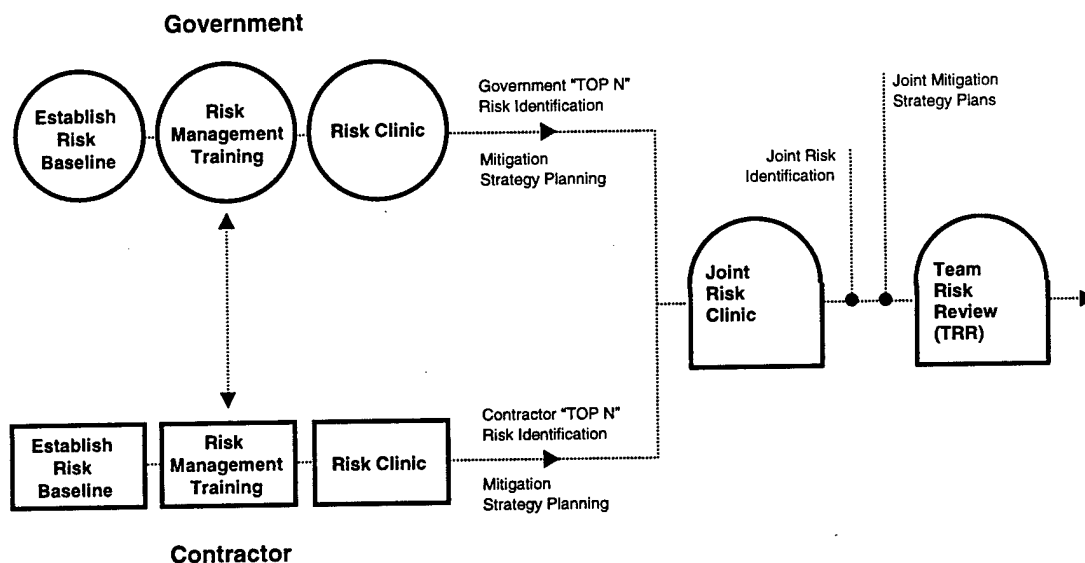 Government
Establish
Risk
Baseline
Risk
Management
Training
Risk Clinic
Government "TOP N"
Risk Identification
Mitigation
Strategy Planning
Joint Mitigation
Strategy Plans
Joint Risk
Identification
Joint
Risk
Clinic
Team
Risk
Review
(TRR)
Establish
Risk
Baseline
Risk
Management
Training
Risk Clinic
Contractor "TOP N"
Risk Identification
Mitigation
Strategy Planning
Contractor